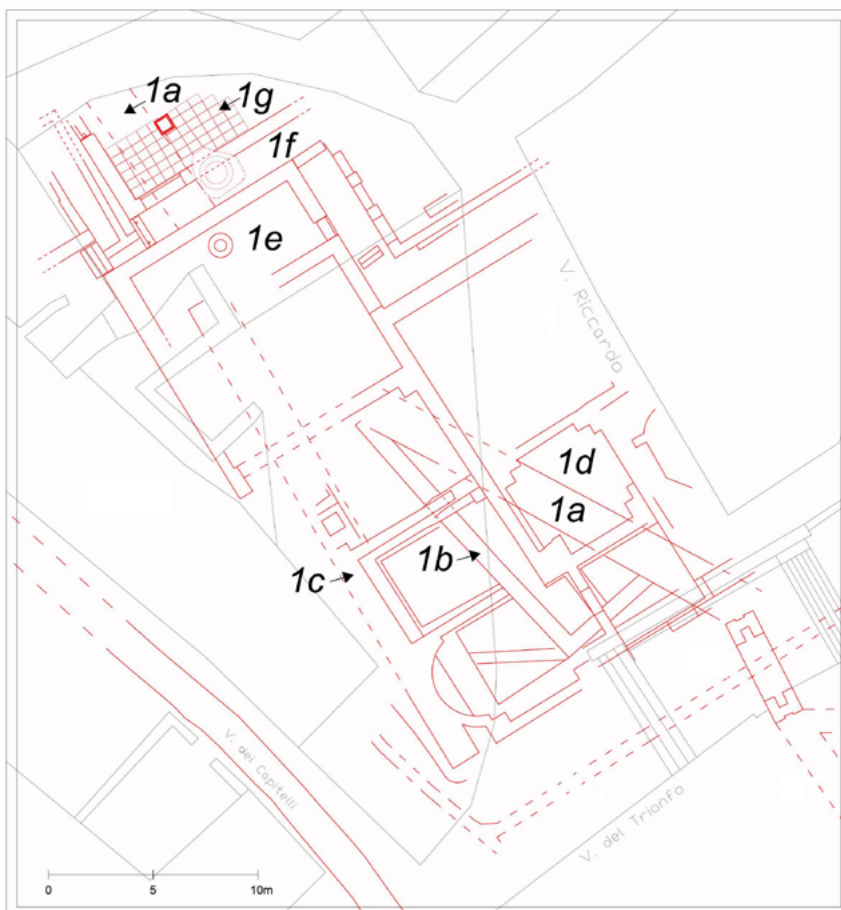 1a
1g
1f
1e
V. Riccardo
1d
1a
1b
1c
V. dei Capitelli
V. del Trionfo
0 5 10m